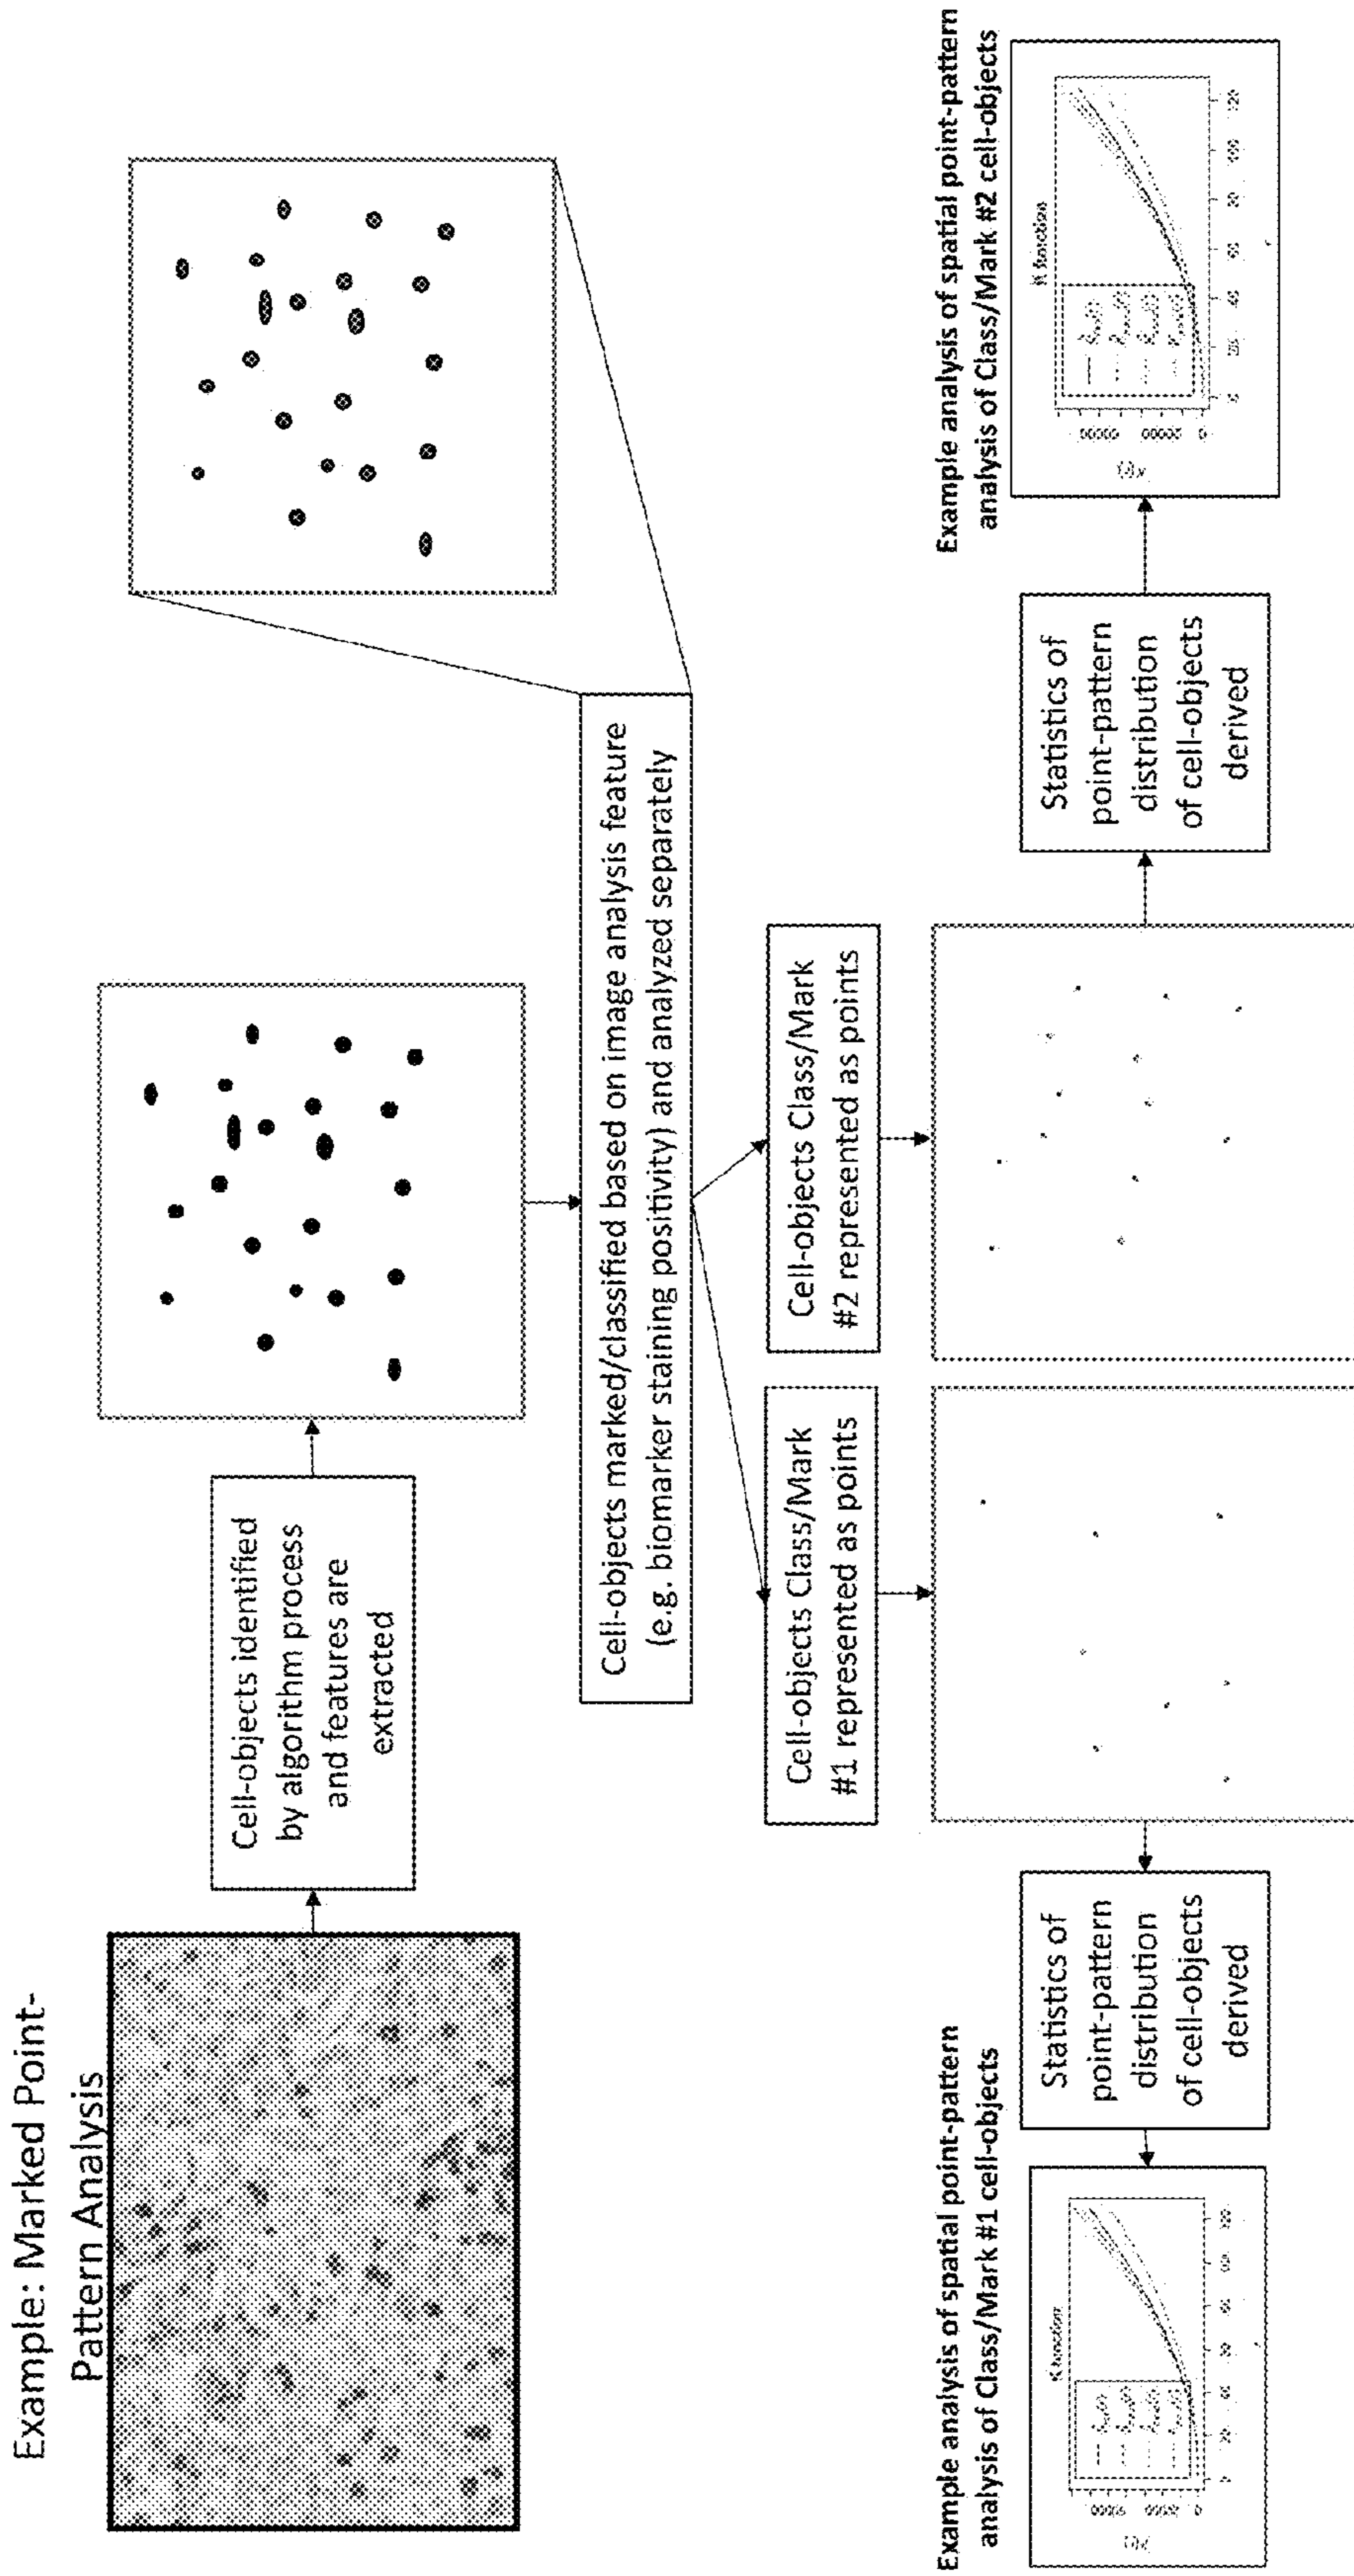 Example: Marked Point-
Pattern Analysis
Cell-objects identified
by algorithm process
and features are
extracted
Cell-objects marked/classified based on image analysis feature
(e.g. biomarker staining positivity) and analyzed separately
Cell-objects Class/Mark
#1 represented as points
Cell-objects Class/Mark
#2 represented as points
Example analysis of spatial point-pattern
analysis of Class/Mark #1 cell-objects
K function
Statistics of
point-pattern
distribution
of cell-objects
derived
Statistics of
point-pattern
distribution
of cell-objects
derived
Example analysis of spatial point-pattern
analysis of Class/Mark #2 cell-objects
K function